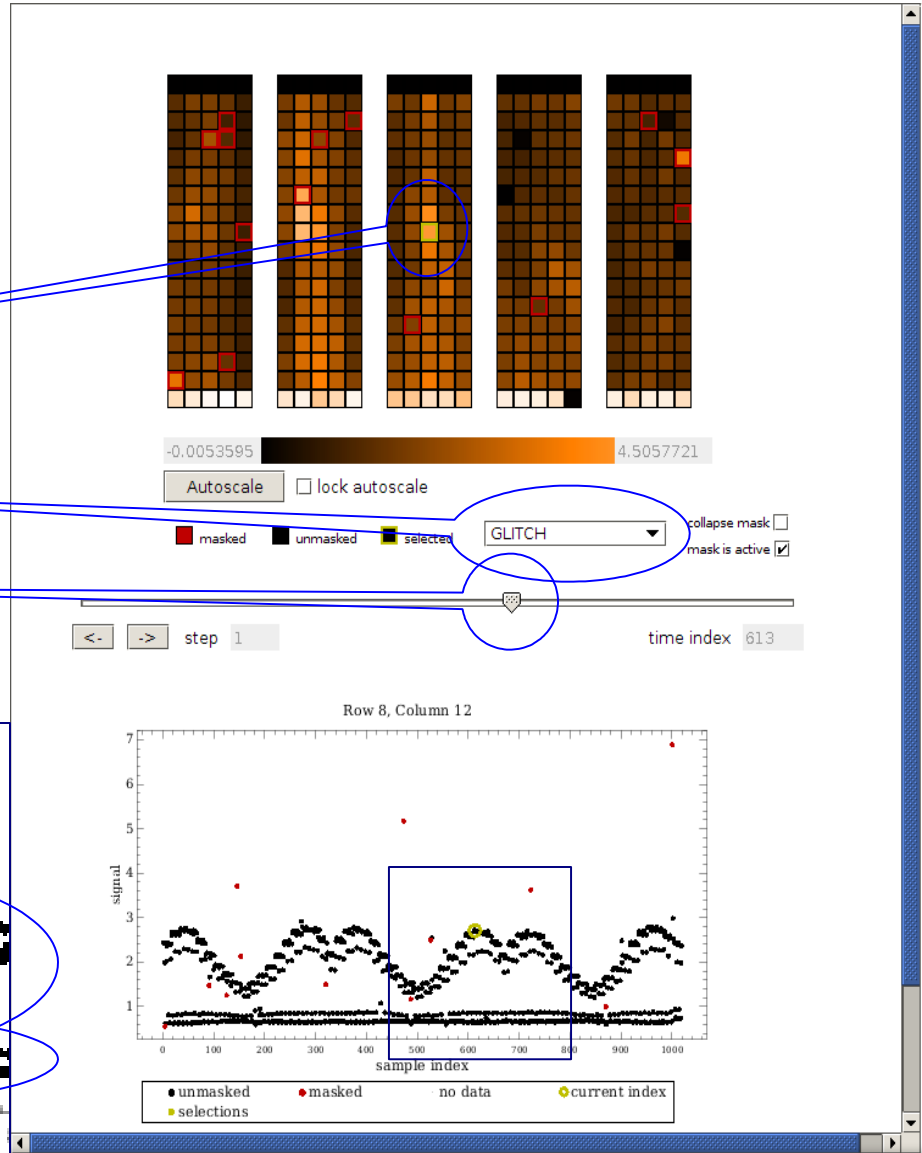 -0.0053595 4.5057721
Autoscale lock autoscale
masked unmasked selected GLITCH collapse mask
mask is active
<- -> step 1 time index 613
Row 8, Column 12
7
6
5
4
3
2
1
signal
0 100 200 300 400 500 600 700 800 900 1000
sample index
unmasked masked no data current index
selections